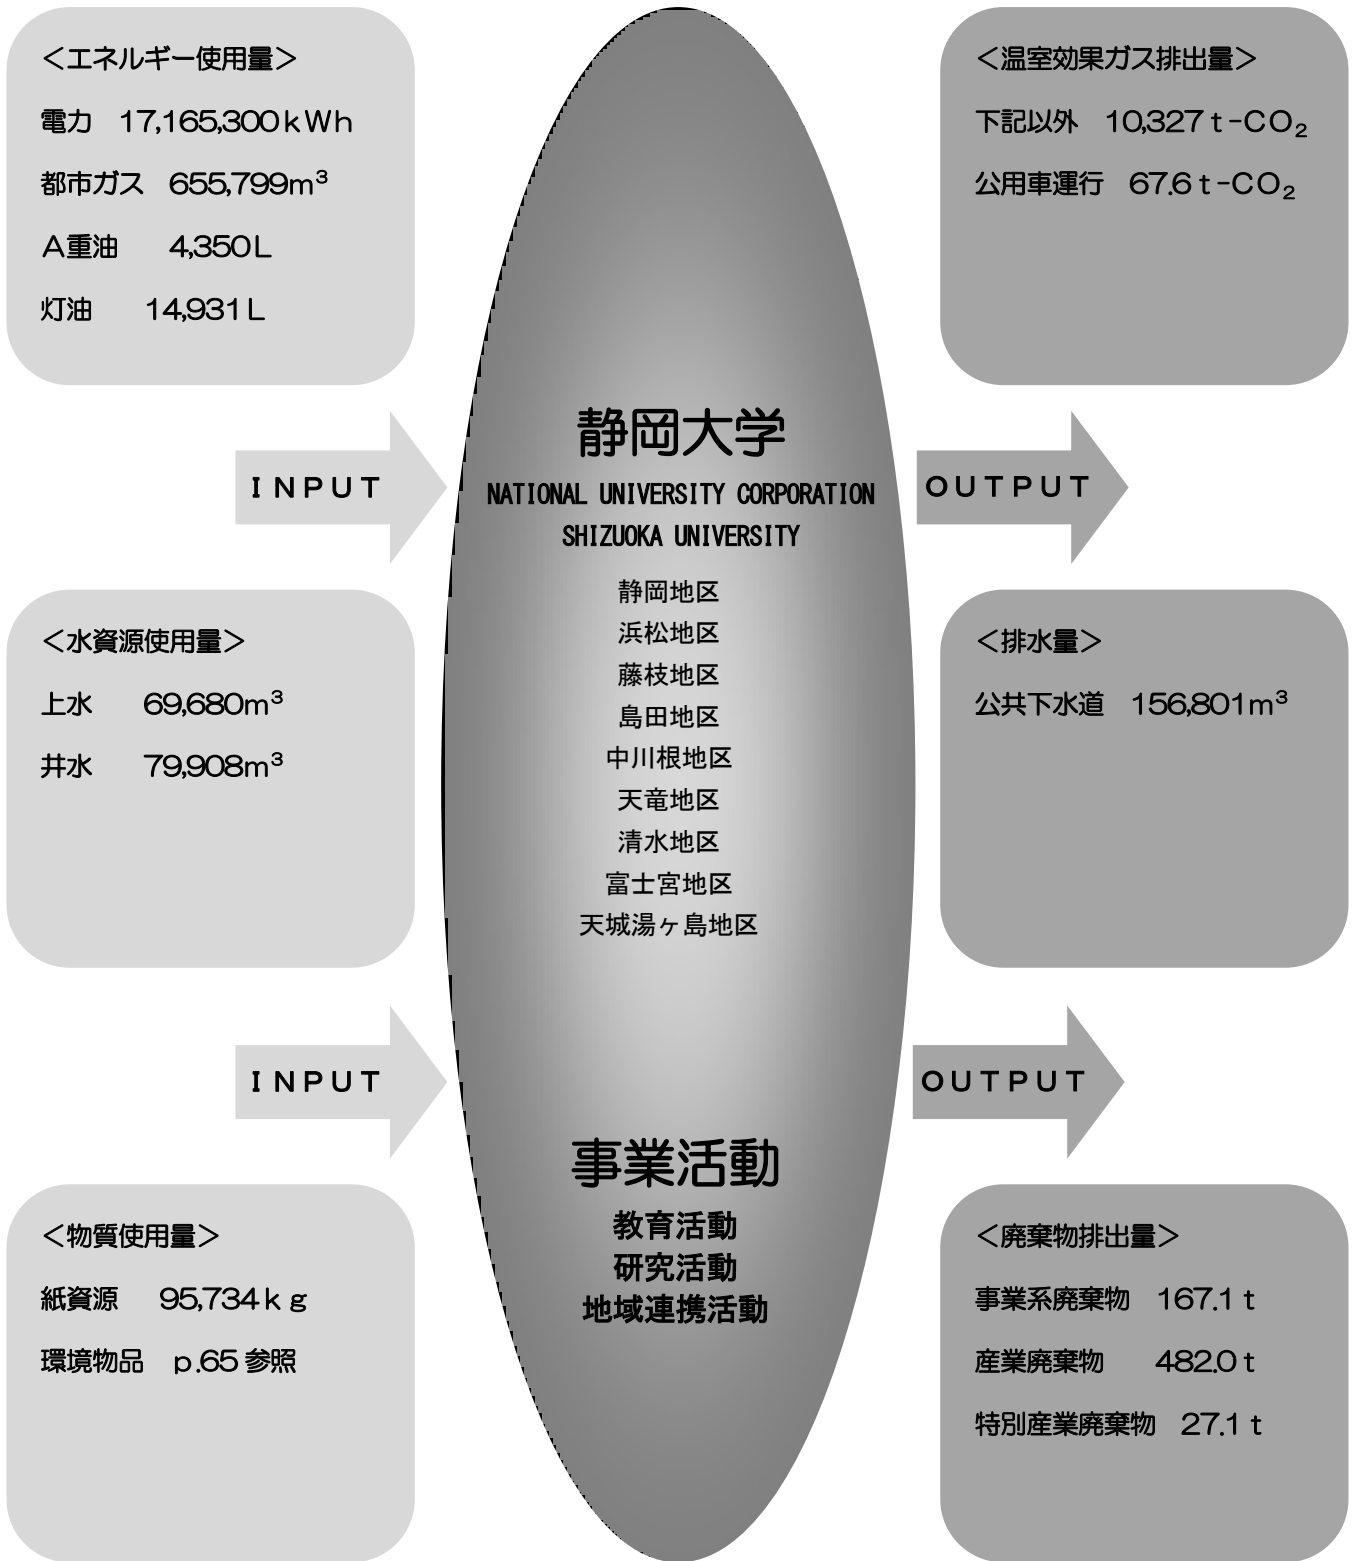 ＜エネルギー使用量＞
電力　17,165,300ｋＷｈ
都市ガス　655,799m³
Ａ重油　　4,350Ｌ
灯油　　14,931Ｌ
ＩＮＰＵＴ
＜水資源使用量＞
上水　　69,680m³
井水　　79,908m³
ＩＮＰＵＴ
＜物質使用量＞
紙資源　95,734ｋｇ
環境物品　ｐ.65 参照
静岡大学
NATIONAL UNIVERSITY CORPORATION
SHIZUOKA UNIVERSITY
静岡地区
浜松地区
藤枝地区
島田地区
中川根地区
天竜地区
清水地区
富士宮地区
天城湯ヶ島地区
事業活動
教育活動
研究活動
地域連携活動
＜温室効果ガス排出量＞
下記以外　10,327ｔ-ＣＯ₂
公用車運行　67.6ｔ-ＣＯ₂
ＯＵＴＰＵＴ
＜排水量＞
公共下水道　156,801m³
ＯＵＴＰＵＴ
＜廃棄物排出量＞
事業系廃棄物　167.1ｔ
産業廃棄物　　482.0ｔ
特別産業廃棄物　27.1ｔ